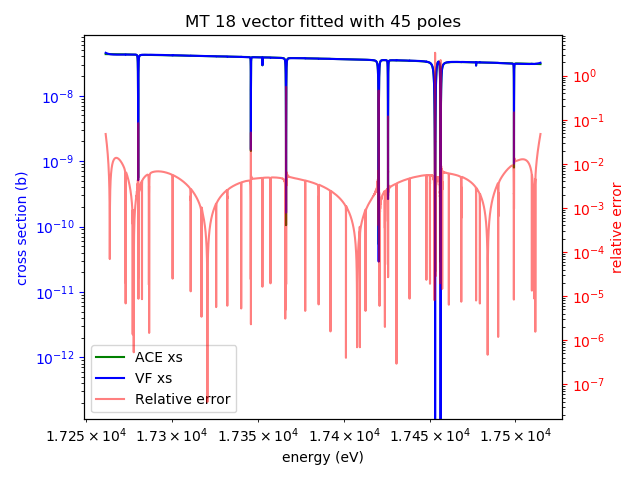 MT 18 vector fitted with 45 poles
10⁻⁸
10⁻⁹
10⁻¹⁰
10⁻¹¹
10⁻¹²
cross section (b)
10⁰
10⁻¹
10⁻²
10⁻³
10⁻⁴
10⁻⁵
10⁻⁶
10⁻⁷
relative error
ACE xs
VF xs
Relative error
1.725 × 10⁴ 1.73 × 10⁴ 1.735 × 10⁴ 1.74 × 10⁴ 1.745 × 10⁴ 1.75 × 10⁴
energy (eV)